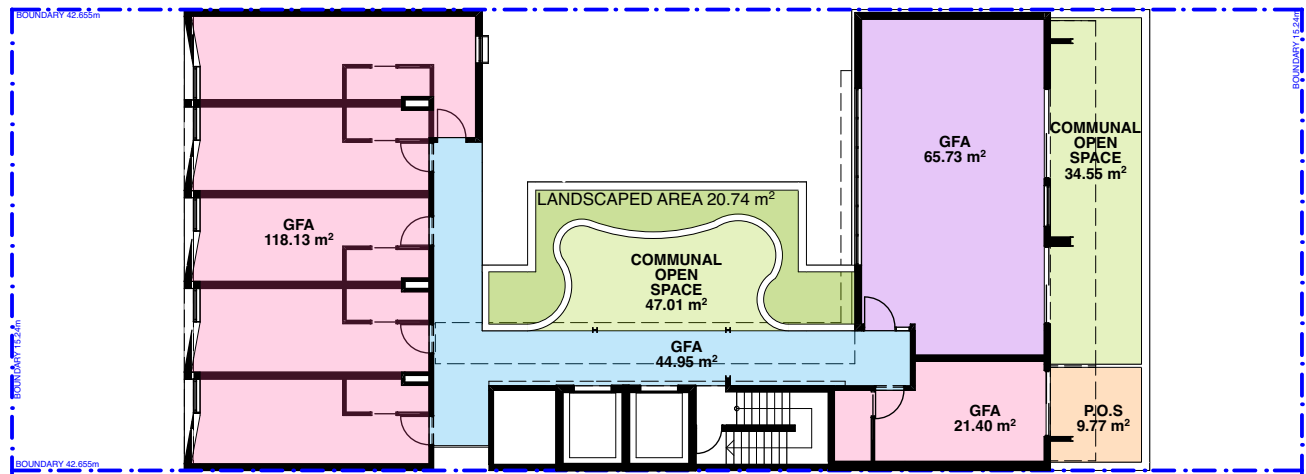 BOUNDARY 42.655m
BOUNDARY 15.24m
GFA
65.73 m²
COMMUNAL
OPEN
SPACE
34.55 m²
LANDSCAPED AREA 20.74 m²
GFA
118.13 m²
COMMUNAL
OPEN
SPACE
47.01 m²
GFA
44.95 m²
BOUNDARY 15.24m
GFA
21.40 m²
P.O.S
9.77 m²
BOUNDARY 42.655m